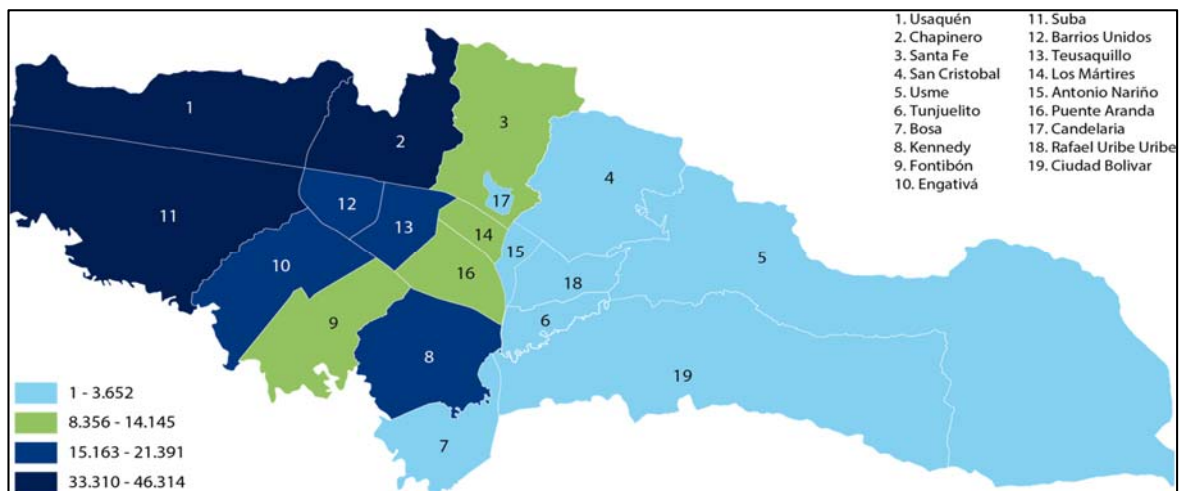 1. Usaquén
2. Chapinero
3. Santa Fe
4. San Cristobal
5. Usme
6. Tunjuelito
7. Bosa
8. Kennedy
9. Fontibón
10. Engativá
11. Suba
12. Barrios Unidos
13. Teusaquillo
14. Los Mártires
15. Antonio Nariño
16. Puente Aranda
17. Candelaria
18. Rafael Uribe Uribe
19. Ciudad Bolivar
1
2
3
4
17
12
11
13
14
15
5
10
16
18
9
6
8
19
7
1 - 3.652
8.356 - 14.145
15.163 - 21.391
33.310 - 46.314